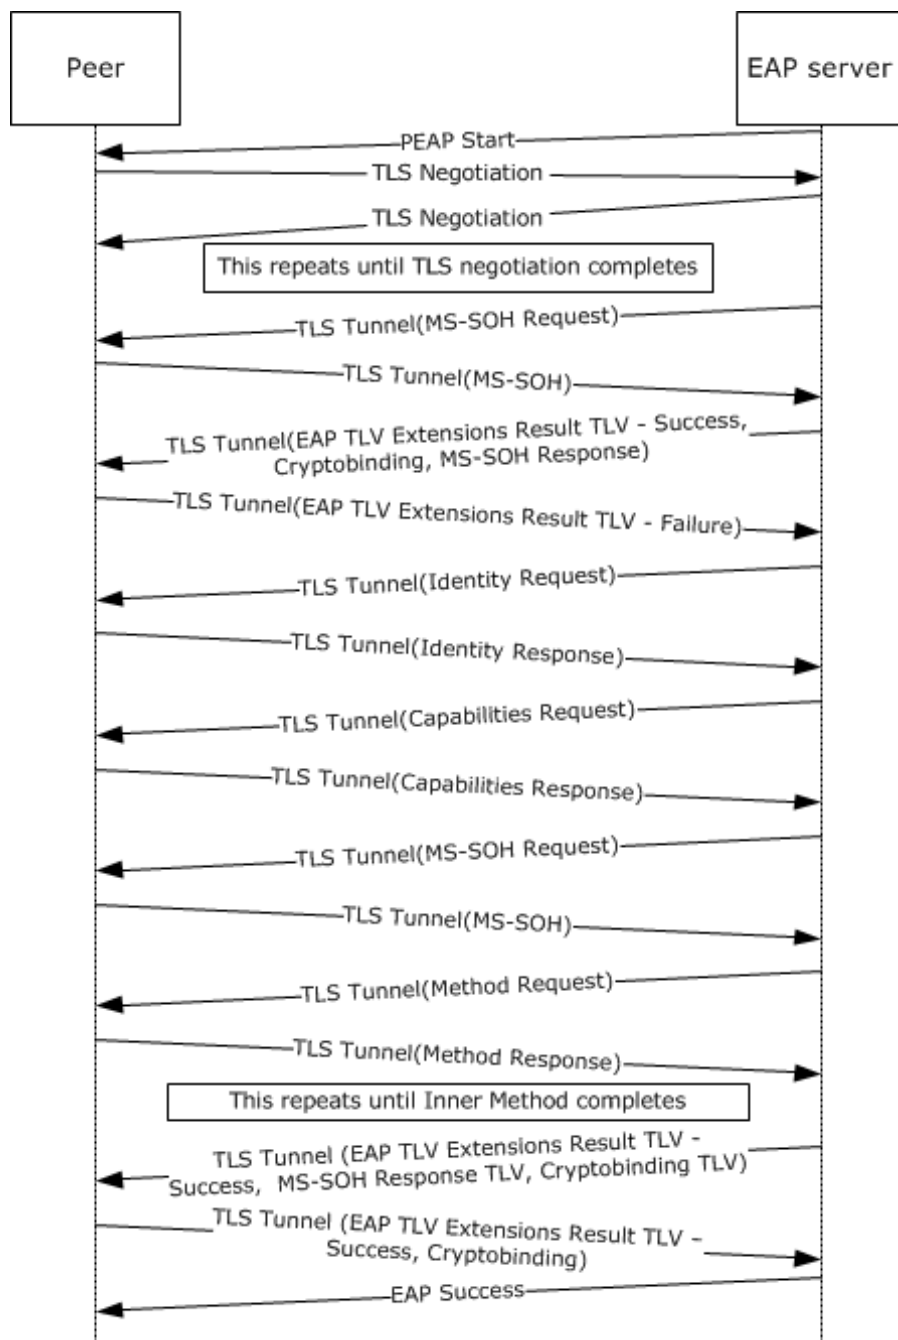 Peer
EAP server
PEAP Start
TLS Negotiation
TLS Negotiation
This repeats until TLS negotiation completes
TLS Tunnel(MS-SOH Request)
TLS Tunnel(MS-SOH)
TLS Tunnel(EAP TLV Extensions Result TLV - Success,
Cryptobinding, MS-SOH Response)
TLS Tunnel(EAP TLV Extensions Result TLV - Failure)
TLS Tunnel(Identity Request)
TLS Tunnel(Identity Response)
TLS Tunnel(Capabilities Request)
TLS Tunnel(Capabilities Response)
TLS Tunnel(MS-SOH Request)
TLS Tunnel(MS-SOH)
TLS Tunnel(Method Request)
TLS Tunnel(Method Response)
This repeats until Inner Method completes
TLS Tunnel (EAP TLV Extensions Result TLV -
Success, MS-SOH Response TLV, Cryptobinding TLV)
TLS Tunnel (EAP TLV Extensions Result TLV –
Success, Cryptobinding)
EAP Success